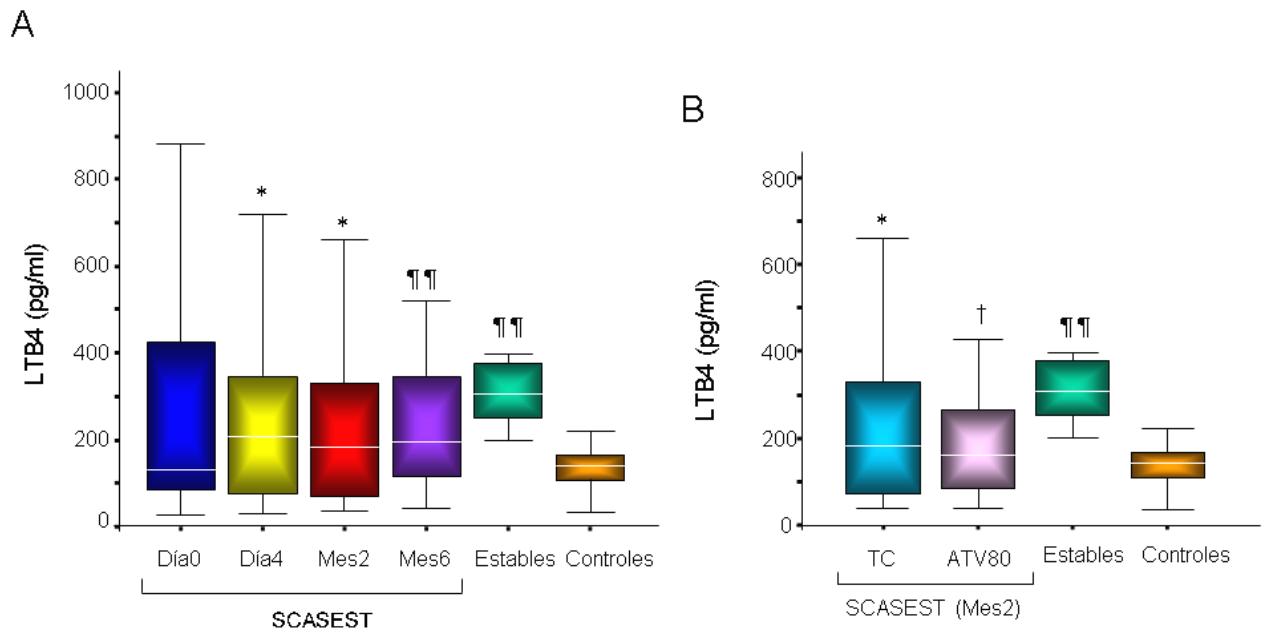 A
LTB4 (pg/ml)
1000
800
600
400
200
0
*
*
¶¶
¶¶
Día0 Día4 Mes2 Mes6 Estables Controles
SCASEST
B
LTB4 (pg/ml)
800
600
400
200
0
*
†
¶¶
TC ATV80 Estables Controles
SCASEST (Mes2)